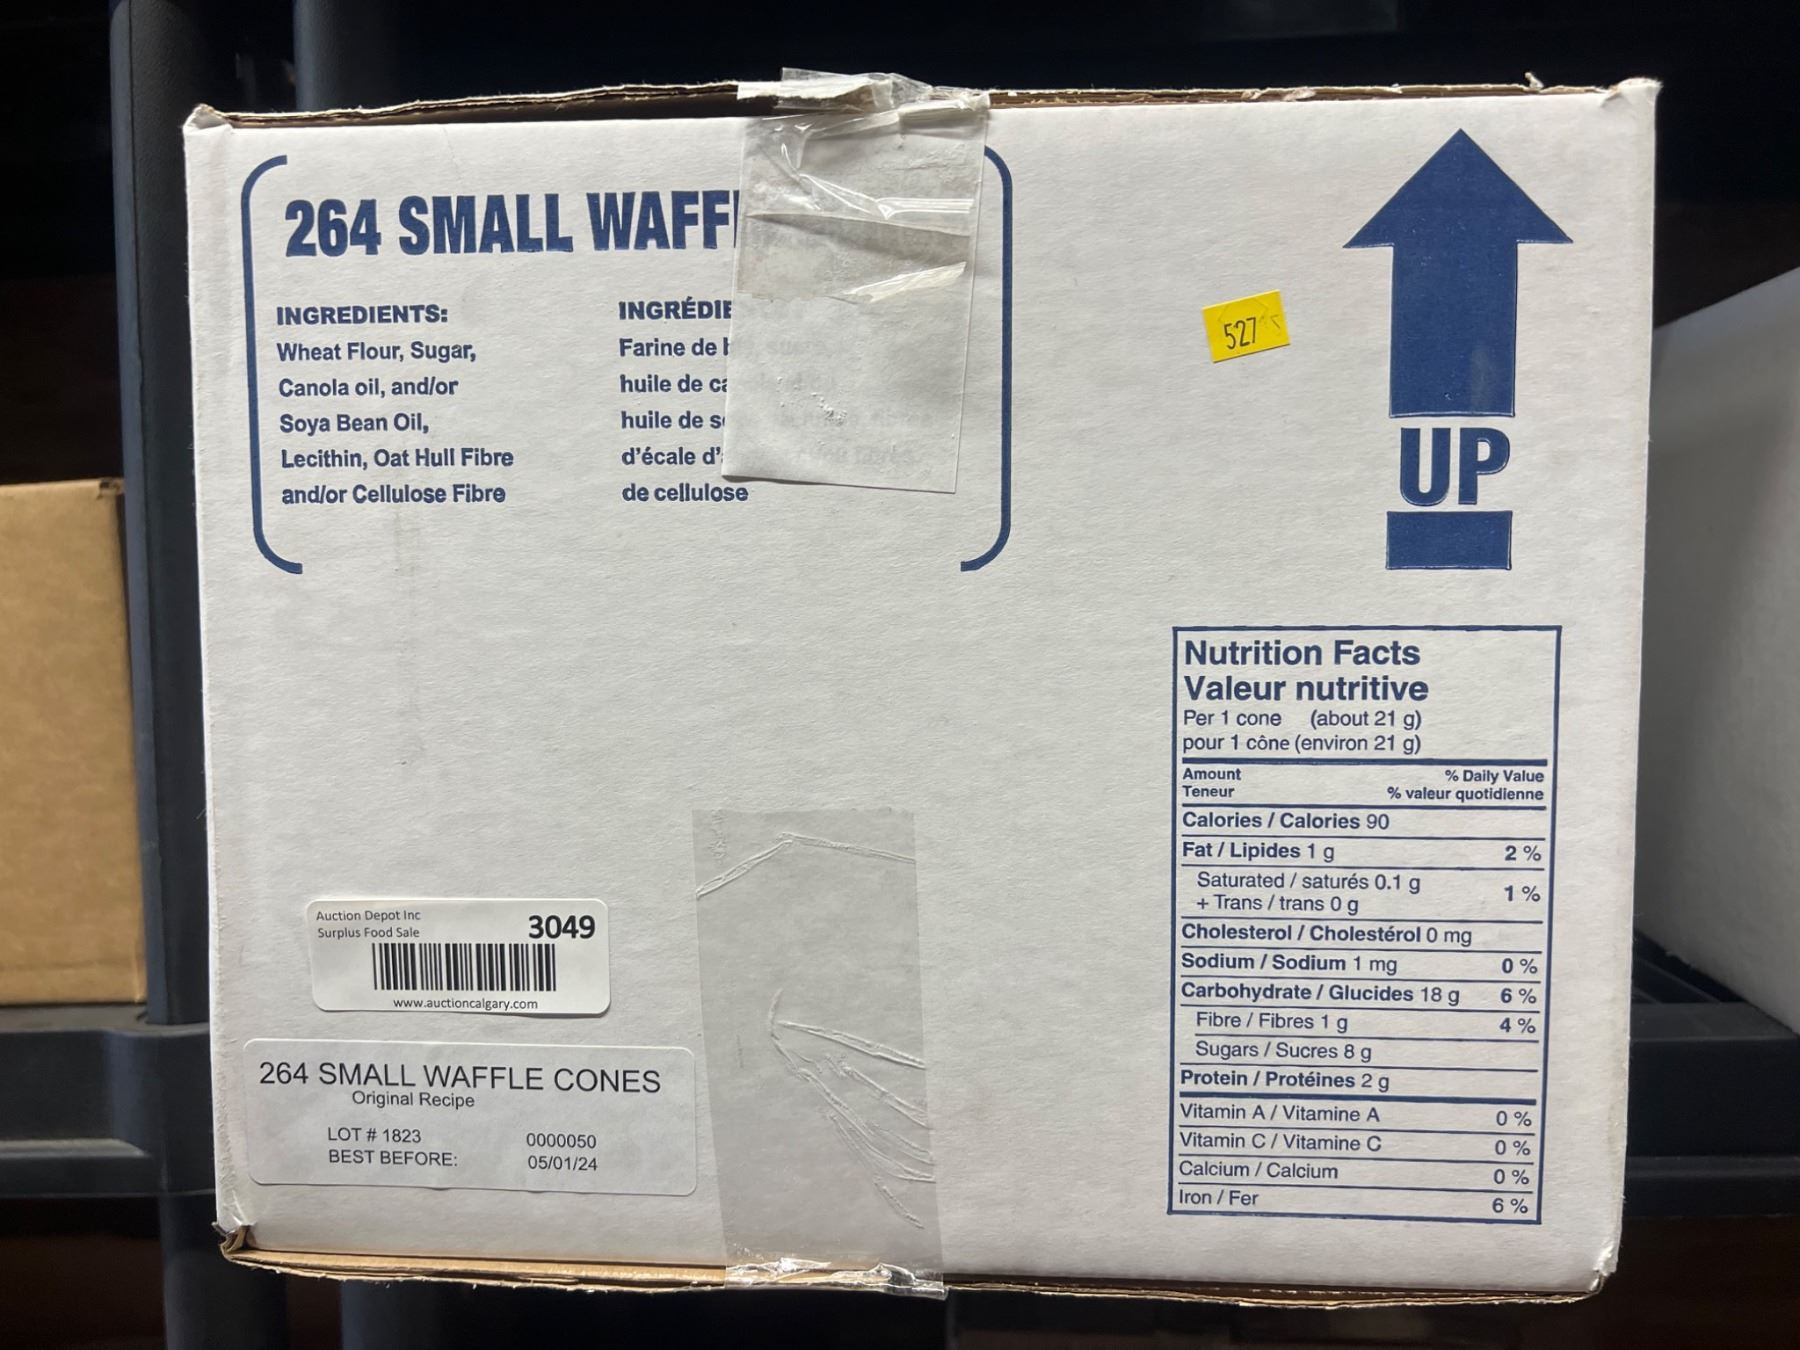 264 SMALL WAFF
INGREDIENTS:
Wheat Flour, Sugar,
Canola oil, and/or
Soya Bean Oil,
Lecithin, Oat Hull Fibre
and/or Cellulose Fibre
INGRÉDIE
Farine de
huile de
huile de
d'écale d'
de cellulose
527
UP
Nutrition Facts
Valeur nutritive
Per 1 cone (about 21 g)
pour 1 cône (environ 21 g)
Amount % Daily Value
Teneur % valeur quotidienne
Calories / Calories 90
Fat / Lipides 1 g 2 %
Saturated / saturés 0.1 g
+ Trans / trans 0 g 1 %
Cholesterol / Cholestérol 0 mg
Sodium / Sodium 1 mg 0 %
Carbohydrate / Glucides 18 g 6 %
Fibre / Fibres 1 g 4 %
Sugars / Sucres 8 g
Protein / Protéines 2 g
Vitamin A / Vitamine A 0 %
Vitamin C / Vitamine C 0 %
Calcium / Calcium 0 %
Iron / Fer 6 %
Auction Depot Inc
Surplus Food Sale
3049
www.auctioncalgary.com
264 SMALL WAFFLE CONES
Original Recipe
LOT # 1823 0000050
BEST BEFORE: 05/01/24